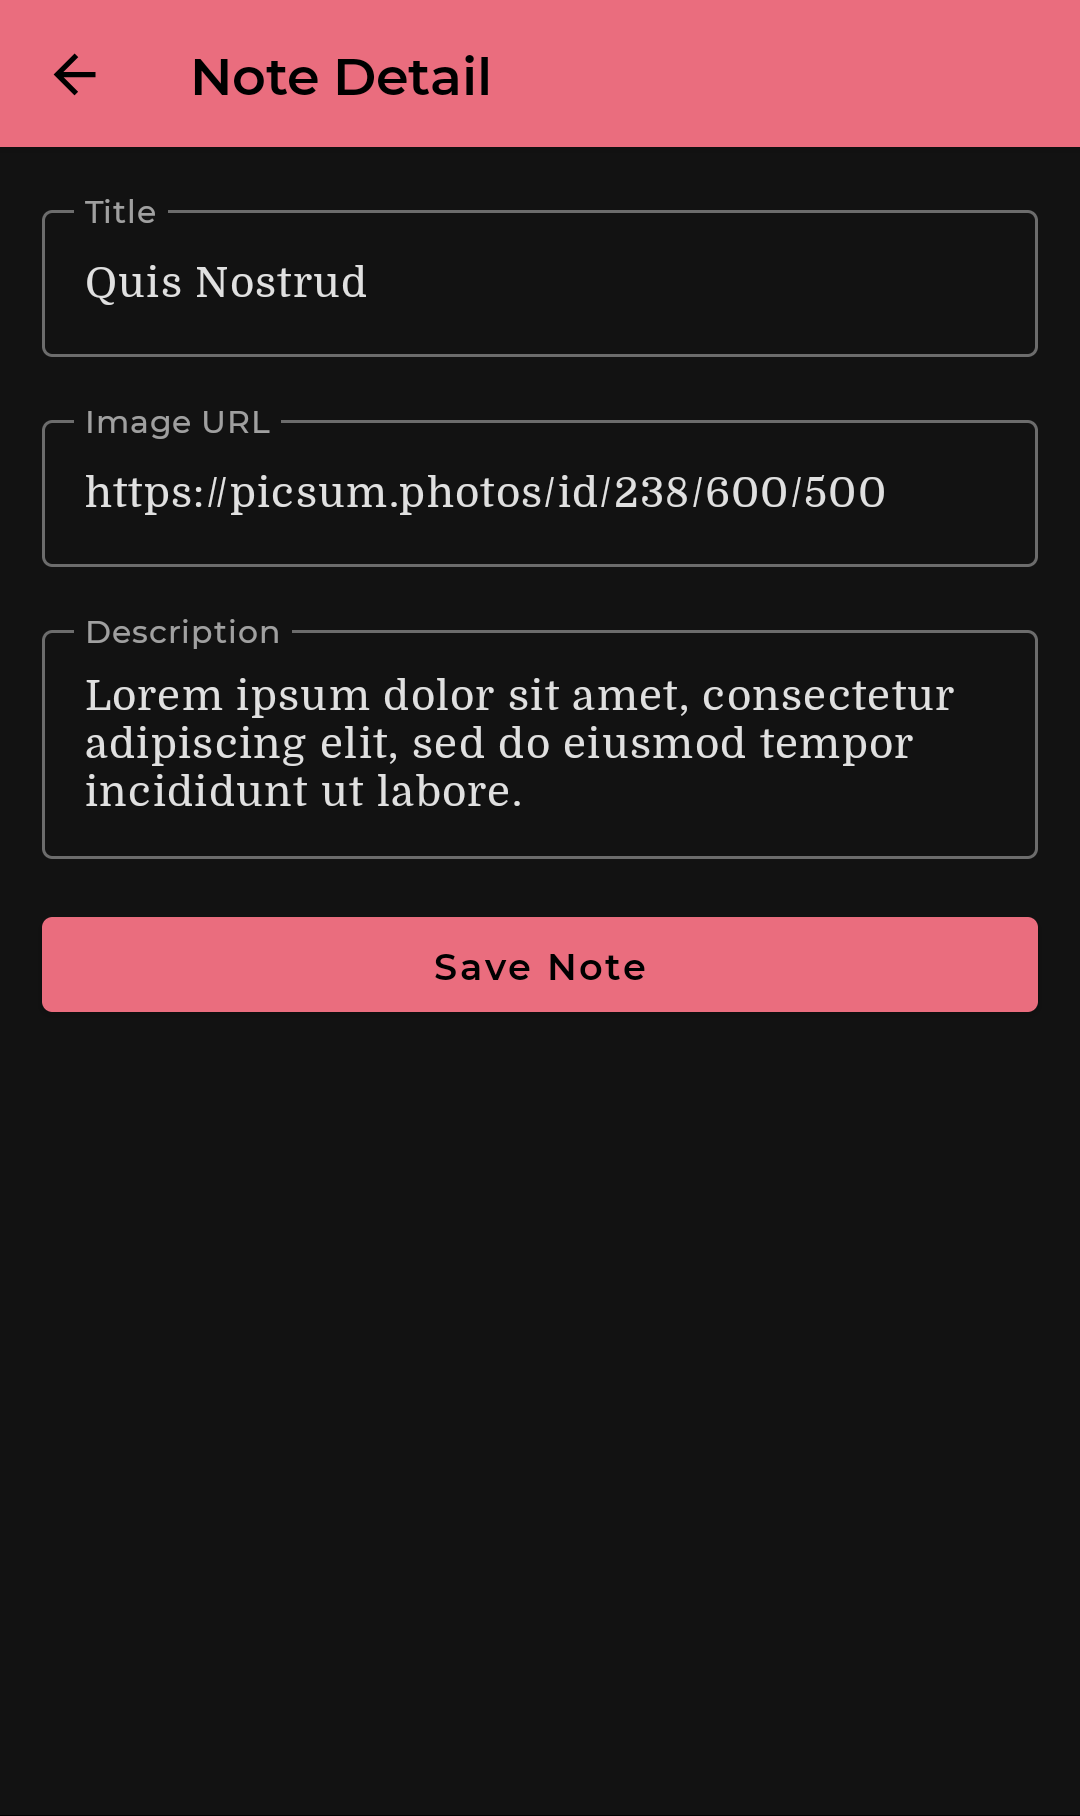 Note Detail
Title
Quis Nostrud
Image URL
https://picsum.photos/id/238/600/500
Description
Lorem ipsum dolor sit amet, consectetur
adipiscing elit, sed do eiusmod tempor
incididunt ut labore.
Save Note